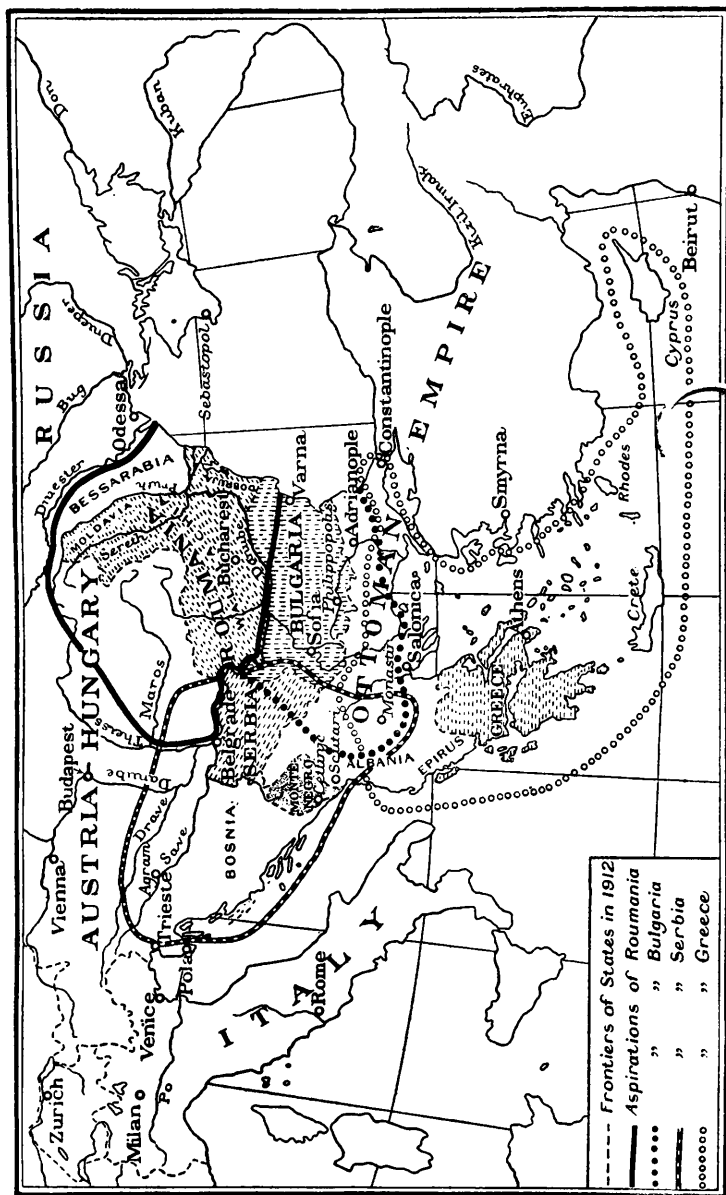 RUSSIA
Don
Kuban
Dnieper
Bug
Odessa
Sebastopol
Dniester
BESSARABIA
Pruth
MOLDAVIA
Sereth
AUSTRIA-HUNGARY
Budapest
Vienna
Zurich
Milan
Venice
Po
Trieste
Pola
Agram
Drave
Save
Danube
Theiss
Maros
ROUMANIA
Bucharest
Danube
Varna
Belgrade
SERBIA
BOSNIA
MONTE-
NEGRO
Scutari
BULGARIA
Sofia
Philippopolis
Adrianople
Constantinople
OTTOMAN
EMPIRE
Kizil Irmak
Euphrates
Monastir
Salonica
ALBANIA
EPIRUS
GREECE
Athens
Smyrna
Rhodes
Crete
Cyprus
Beirut
ITALY
Rome
Frontiers of States in 1912
Aspirations of Roumania
„ „ Bulgaria
„ „ Serbia
„ „ Greece